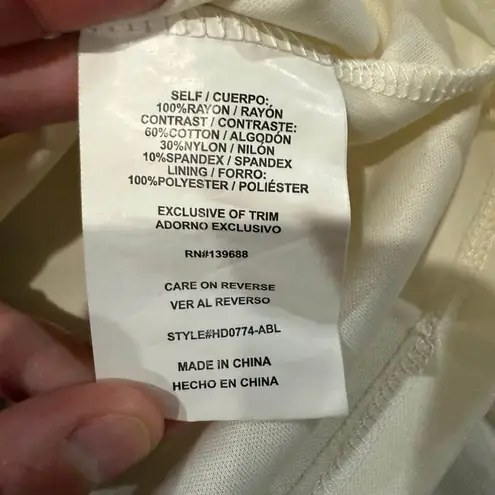 SELF / CUERPO:
100%RAYON / RAYÓN
CONTRAST / CONTRASTE:
60%COTTON / ALGODÓN
30%NYLON / NILÓN
10%SPANDEX / SPANDEX
LINING / FORRO:
100%POLYESTER / POLIÉSTER
EXCLUSIVE OF TRIM
ADORNO EXCLUSIVO
RN#139688
CARE ON REVERSE
VER AL REVERSO
STYLE#HD0774-ABL
MADE IN CHINA
HECHO EN CHINA